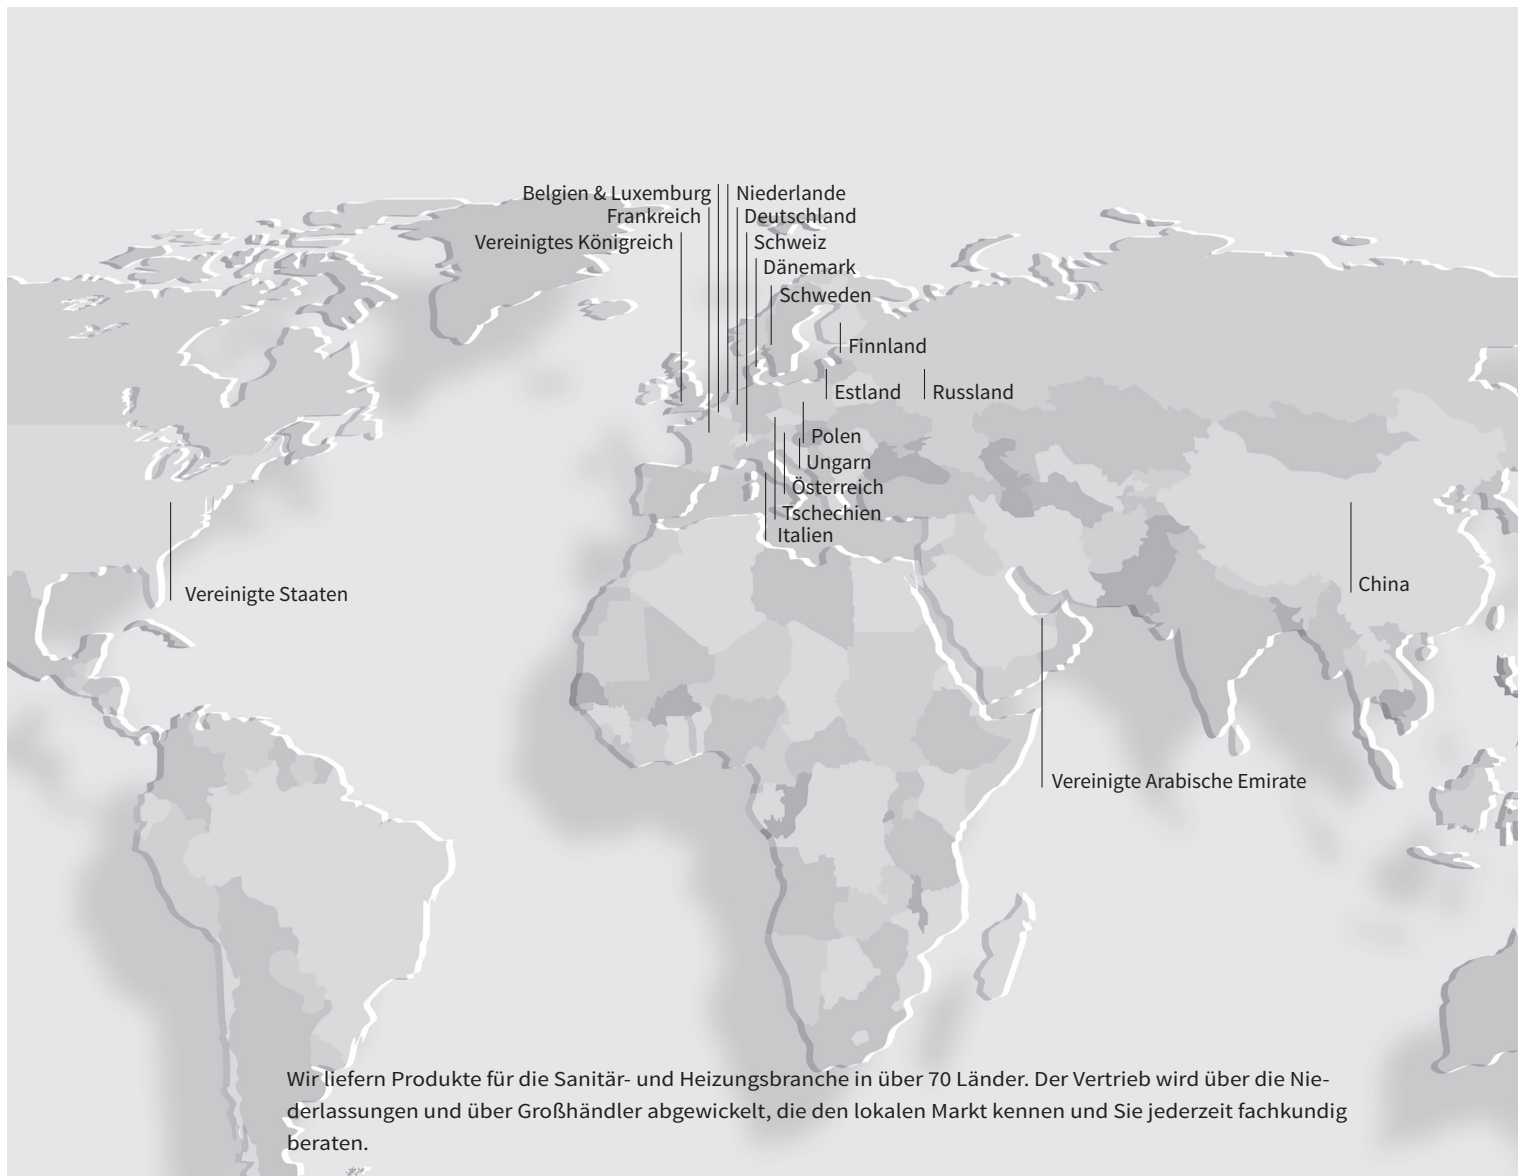 Belgien & Luxemburg
Niederlande
Frankreich
Deutschland
Vereinigtes Königreich
Schweiz
Dänemark
Schweden
Finnland
Estland
Russland
Polen
Ungarn
Österreich
Tschechien
Italien
Vereinigte Staaten
China
Vereinigte Arabische Emirate
Wir liefern Produkte für die Sanitär- und Heizungsbranche in über 70 Länder. Der Vertrieb wird über die Nie-
derlassungen und über Großhändler abgewickelt, die den lokalen Markt kennen und Sie jederzeit fachkundig
beraten.